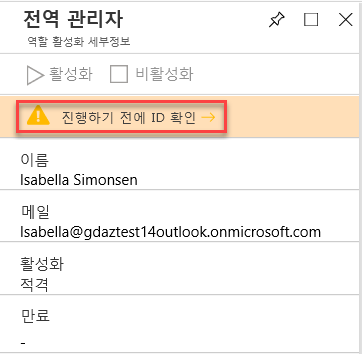 전역 관리자
역할 활성화 세부정보
활성화 비활성화
진행하기 전에 ID 확인 →
이름
Isabella Simonsen
메일
Isabella@gdaztest14outlook.onmicrosoft.com
활성화
적격
만료
-